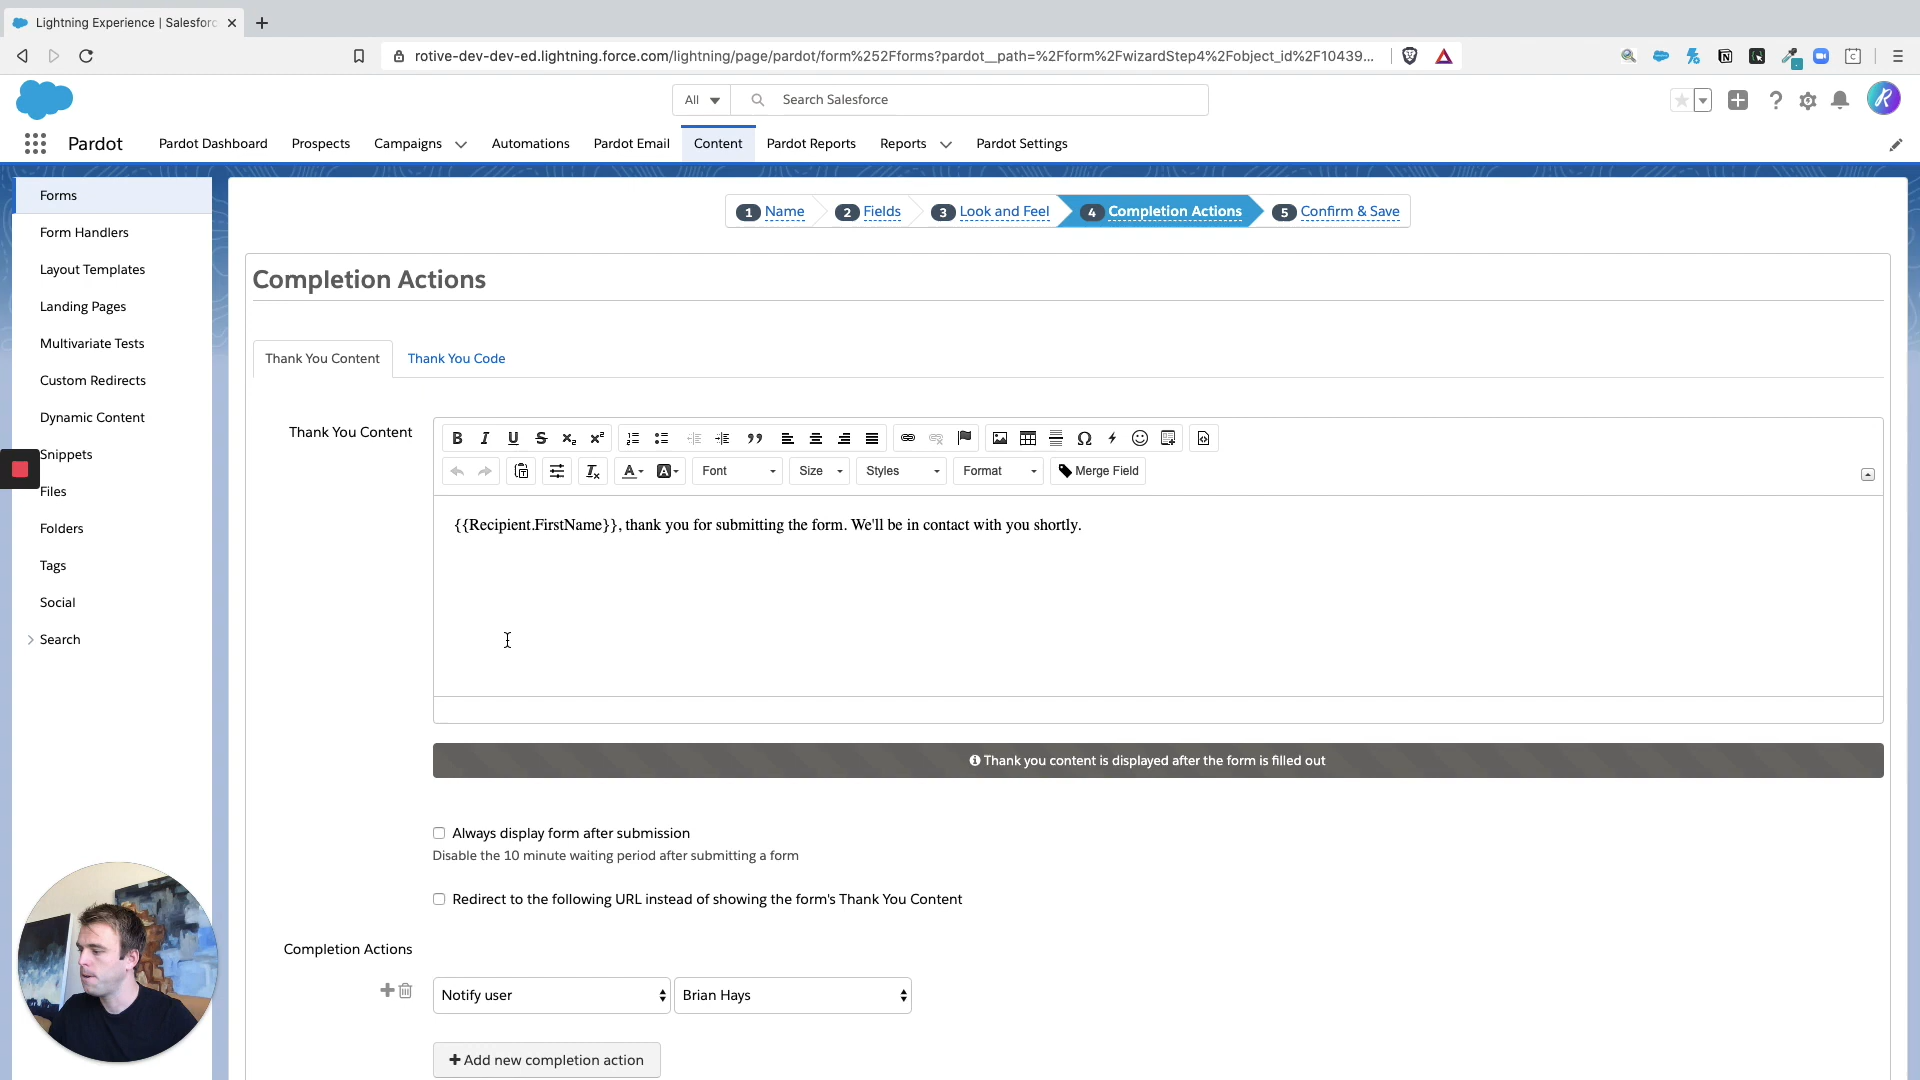 Lightning Experience | Salesforc
rotive-dev-dev-ed.lightning.force.com/lightning/page/pardot/form%252Fforms?pardot__path=%2Fform%2FwizardStep4%2Fobject_id%2F10439...
All
Search Salesforce
Pardot
Pardot Dashboard
Prospects
Campaigns
Automations
Pardot Email
Content
Pardot Reports
Reports
Pardot Settings
Forms
Form Handlers
Layout Templates
Landing Pages
Multivariate Tests
Custom Redirects
Dynamic Content
Snippets
Files
Folders
Tags
Social
Search
1 Name
2 Fields
3 Look and Feel
4 Completion Actions
5 Confirm & Save
Completion Actions
Thank You Content
Thank You Code
Thank You Content
Font
Size
Styles
Format
Merge Field
{{Recipient.FirstName}}, thank you for submitting the form. We'll be in contact with you shortly.
Thank you content is displayed after the form is filled out
Always display form after submission
Disable the 10 minute waiting period after submitting a form
Redirect to the following URL instead of showing the form's Thank You Content
Completion Actions
Notify user
Brian Hays
Add new completion action